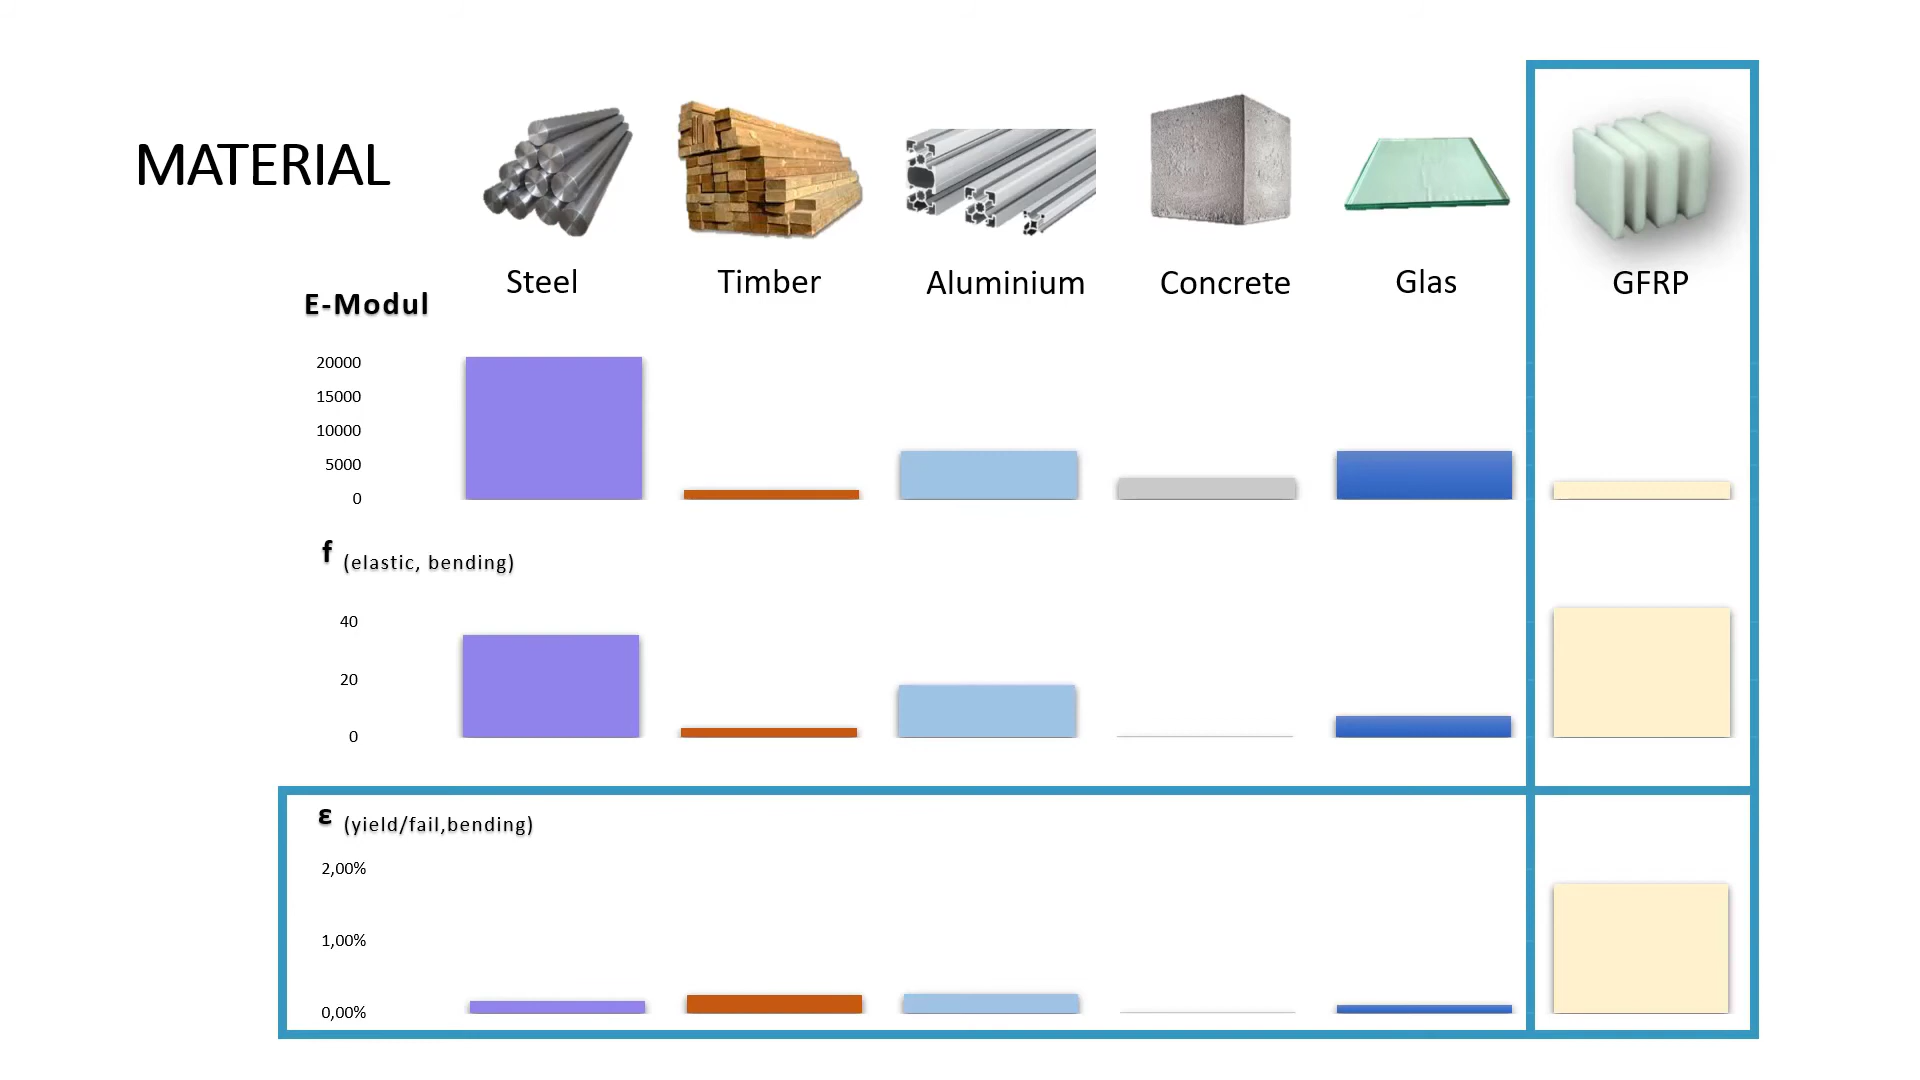 MATERIAL
Steel
Timber
Aluminium
Concrete
Glas
GFRP
E-Modul
20000
15000
10000
5000
0
f (elastic, bending)
40
20
0
ε (yield/fail,bending)
2,00%
1,00%
0,00%